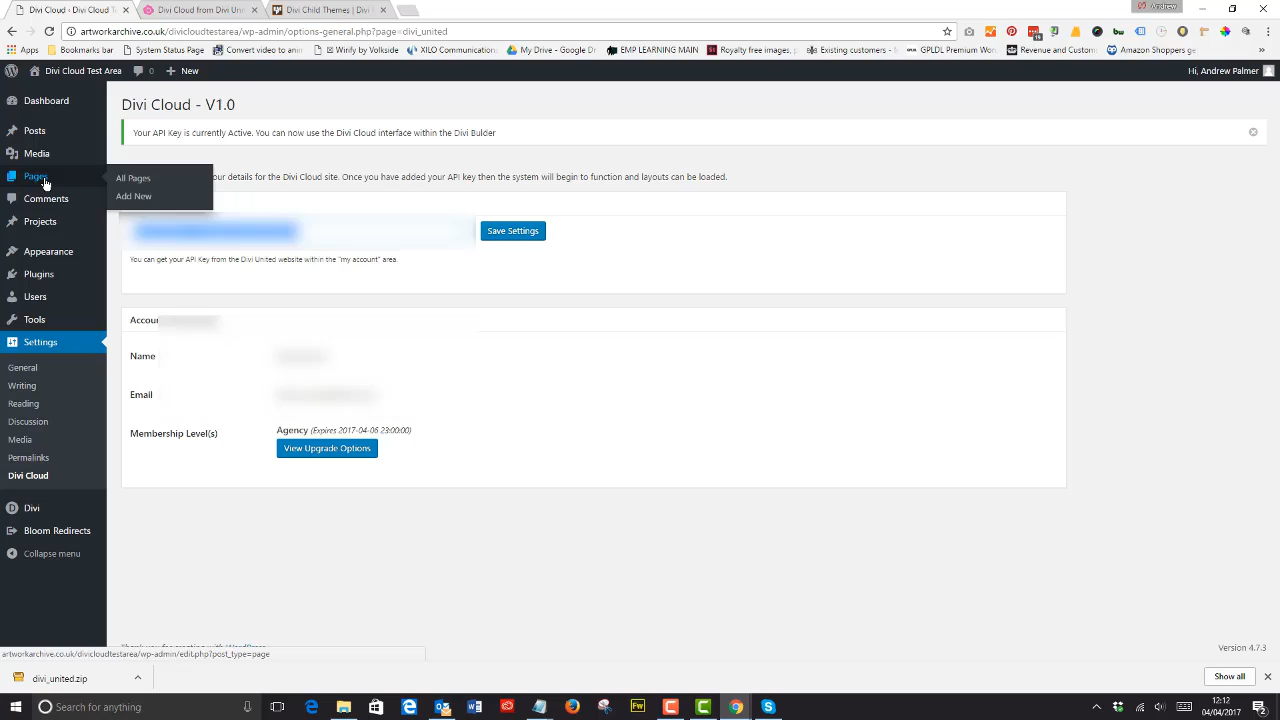 Divi Cloud ‹ Divi Cloud T
Divi Cloud from Divi Uni
Divi Child Themes | Divi
Andrew
artworkarchive.co.uk/divicloudtestarea/wp-admin/options-general.php?page=divi_united
Apps
Bookmarks bar
System Status Page
Convert video to anim
Winfy by Volkside
XILO Communication
My Drive - Google Dr
EMP LEARNING MAIN
Royalty free images, p
Existing customers -
GPLDL Premium Wor
Revenue and Custom
Amazon Shoppers ge
Divi Cloud Test Area
0
New
Hi, Andrew Palmer
Dashboard
Posts
Media
Pages
All Pages
Add New
Comments
Projects
Appearance
Plugins
Users
Tools
Settings
General
Writing
Reading
Discussion
Media
Permalinks
Divi Cloud
Divi
Bloom Redirects
Collapse menu
Divi Cloud - V1.0
Your API Key is currently Active. You can now use the Divi Cloud interface within the Divi Bulder
our details for the Divi Cloud site. Once you have added your API key then the system will begin to function and layouts can be loaded.
Save Settings
You can get your API Key from the Divi United website within the "my account" area.
Accou
Name
Email
Membership Level(s)
Agency (Expires 2017-04-06 23:00:00)
View Upgrade Options
Version 4.7.3
artworkarchive.co.uk/divicloudtestarea/wp-admin/edit.php?post_type=page
divi_united.zip
Show all
Search for anything
12:12
04/04/2017